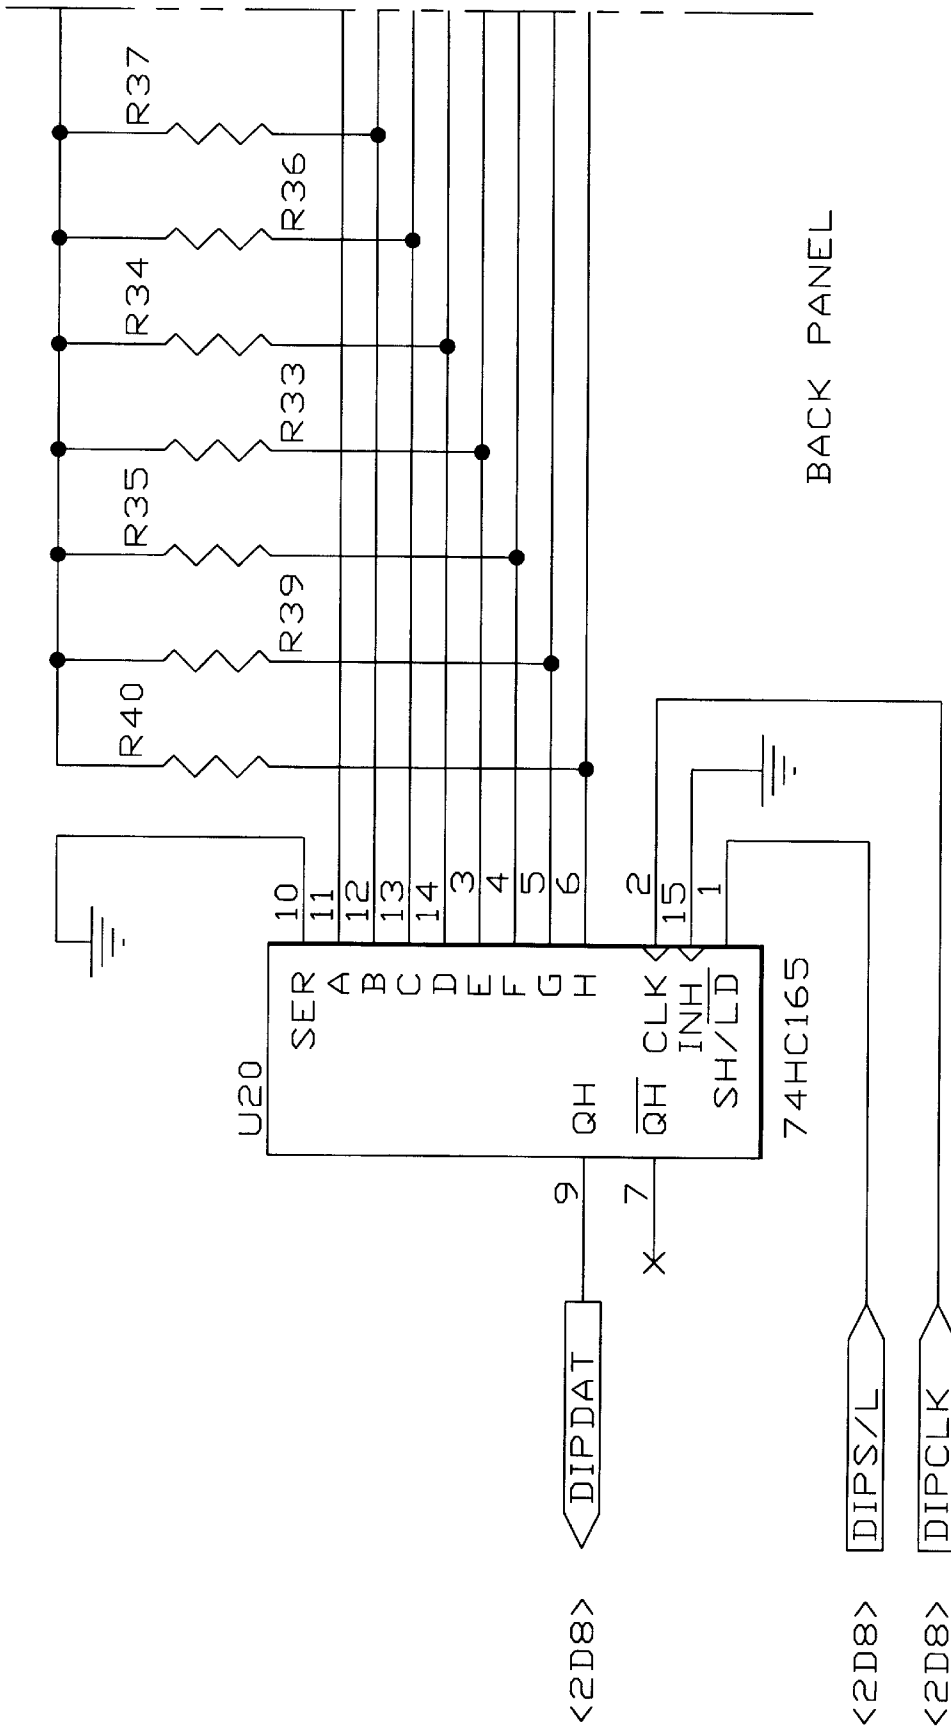 R37
R36
R34
R33
R35
R39
R40
BACK PANEL
10
11
12
13
14
3
4
5
6
2
15
1
U20
SER
A
B
C
D
E
F
G
H
QH
QH CLK
INH
SH/LD
74HC165
9
7
DIPDAT
DIPS/L
DIPCLK
<2D8>
<2D8>
<2D8>